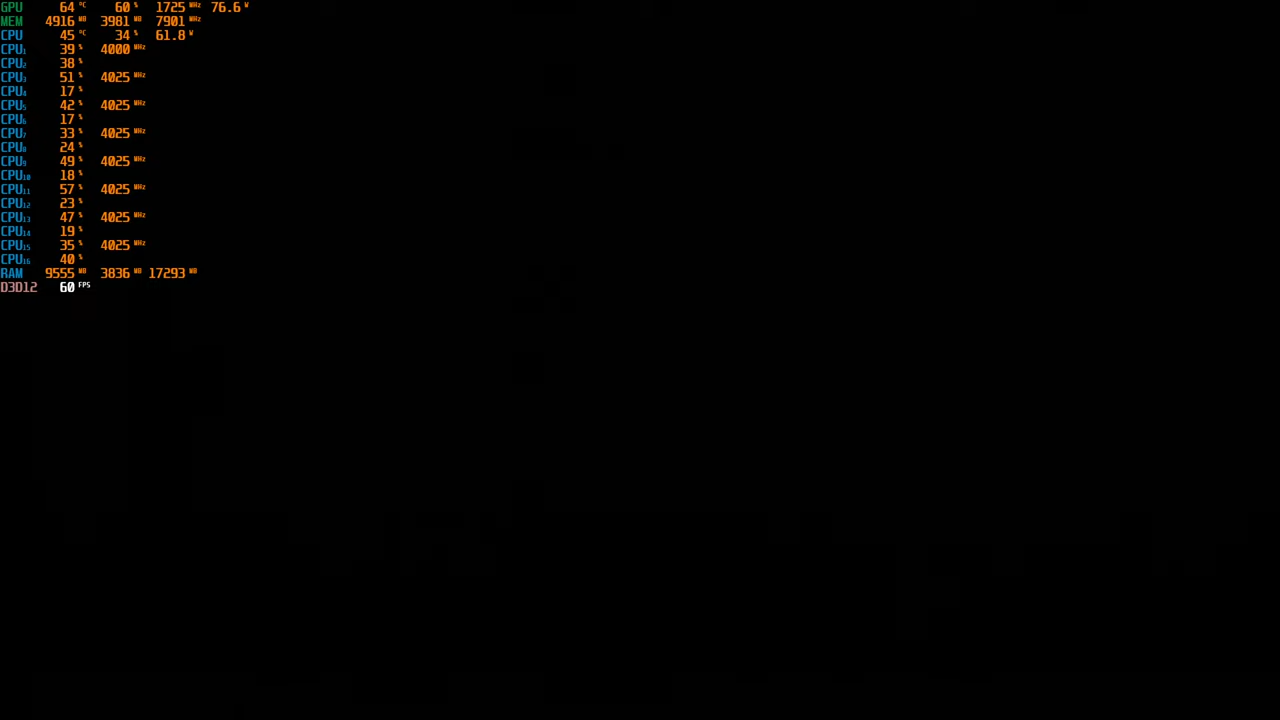 GPU 64 °C 60 % 1725 MHz 76.6 W
MEM 4916 MB 3981 MB 7901 MHz
CPU 45 °C 34 % 61.8 W
CPU1 39 % 4000 MHz
CPU2 38 %
CPU3 51 % 4025 MHz
CPU4 17 %
CPU5 42 % 4025 MHz
CPU6 17 %
CPU7 33 % 4025 MHz
CPU8 24 %
CPU9 49 % 4025 MHz
CPU10 18 %
CPU11 57 % 4025 MHz
CPU12 23 %
CPU13 47 % 4025 MHz
CPU14 19 %
CPU15 35 % 4025 MHz
CPU16 40 %
RAM 9555 MB 3836 MB 17293 MB
D3D12 60 FPS